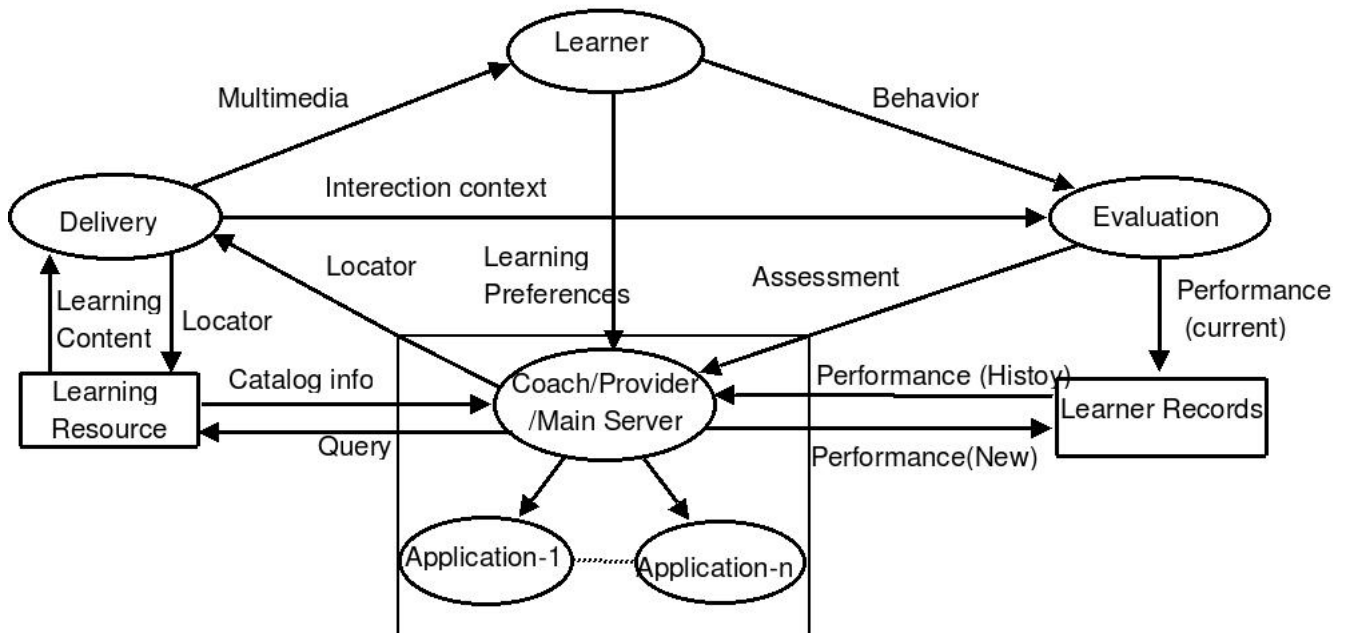 Learner
Multimedia
Behavior
Interection context
Delivery
Evaluation
Locator
Learning
Preferences
Assessment
Learning
Content
Locator
Performance
(current)
Catalog info
Learning
Resource
Query
Coach/Provider
/Main Server
Performance (Histoy)
Learner Records
Performance(New)
Application-1
Application-n